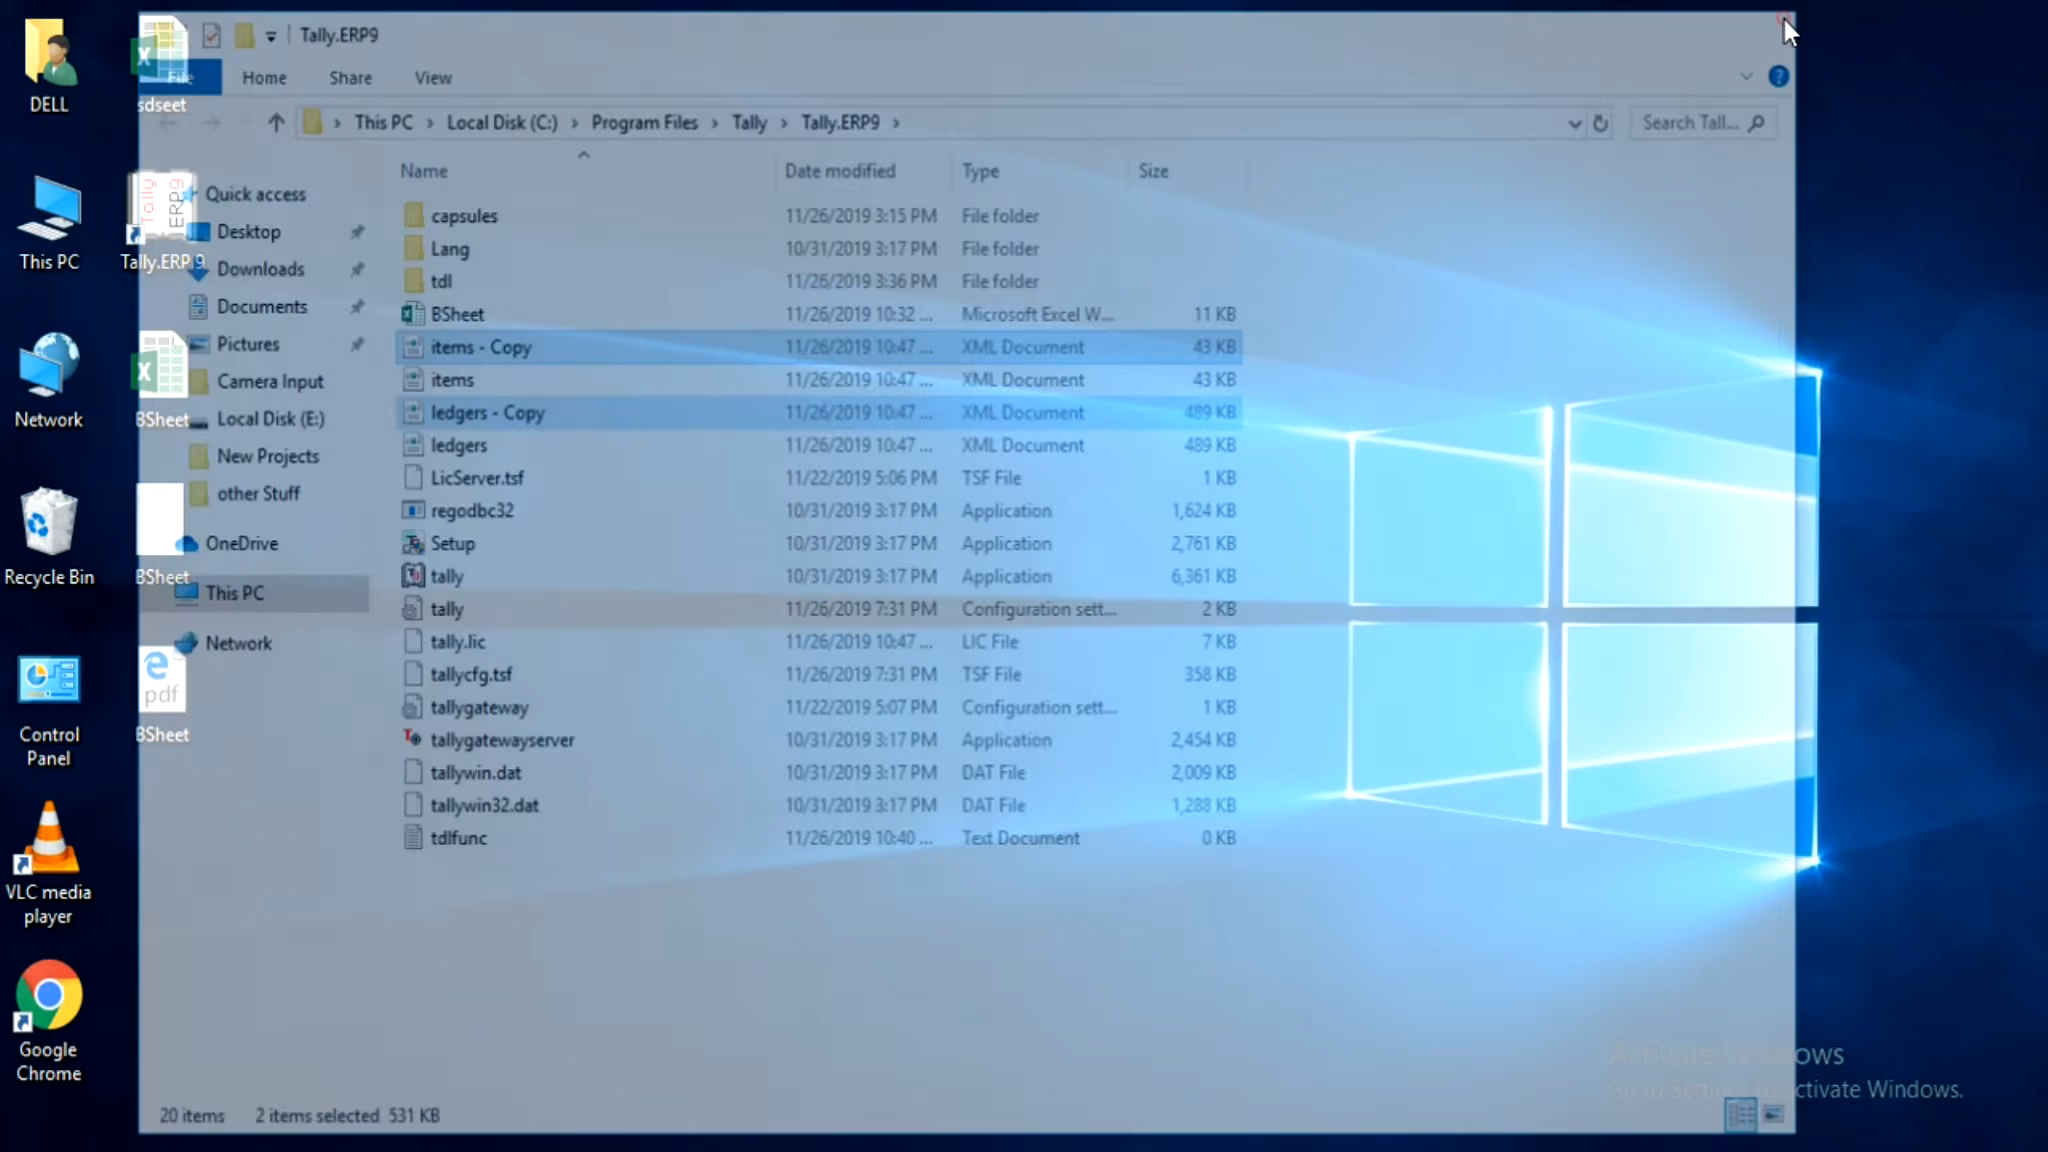 Tally.ERP9
File Home Share View
This PC Local Disk (C:) Program Files Tally Tally.ERP9
Search Tall...
Name Date modified Type Size
capsules 11/26/2019 3:15 PM File folder
Lang 10/31/2019 3:17 PM File folder
tdl 11/26/2019 3:36 PM File folder
BSheet 11/26/2019 10:32 ... Microsoft Excel W... 11 KB
items - Copy 11/26/2019 10:47 ... XML Document 43 KB
items 11/26/2019 10:47 ... XML Document 43 KB
ledgers - Copy 11/26/2019 10:47 ... XML Document 489 KB
ledgers 11/26/2019 10:47 ... XML Document 489 KB
LicServer.tsf 11/22/2019 5:06 PM TSF File 1 KB
regodbc32 10/31/2019 3:17 PM Application 1,624 KB
Setup 10/31/2019 3:17 PM Application 2,761 KB
tally 10/31/2019 3:17 PM Application 6,361 KB
tally 11/26/2019 7:31 PM Configuration sett... 2 KB
tally.lic 11/26/2019 10:47 ... LIC File 7 KB
tallycfg.tsf 11/26/2019 7:31 PM TSF File 358 KB
tallygateway 11/22/2019 5:07 PM Configuration sett... 1 KB
tallygatewayserver 10/31/2019 3:17 PM Application 2,454 KB
tallywin.dat 10/31/2019 3:17 PM DAT File 2,009 KB
tallywin32.dat 10/31/2019 3:17 PM DAT File 1,288 KB
tdlfunc 11/26/2019 10:40 ... Text Document 0 KB
Quick access
Desktop
Downloads
Documents
Pictures
Camera Input
Local Disk (E:)
New Projects
other Stuff
OneDrive
This PC
Network
20 items 2 items selected 531 KB
DELL
This PC
Network
Recycle Bin
Control
Panel
VLC media
player
Google
Chrome
sdseet
Tally
ERP9
Tally.ERP 9
BSheet
BSheet
pdf
BSheet
Activate Windows
Go to Settings to activate Windows.